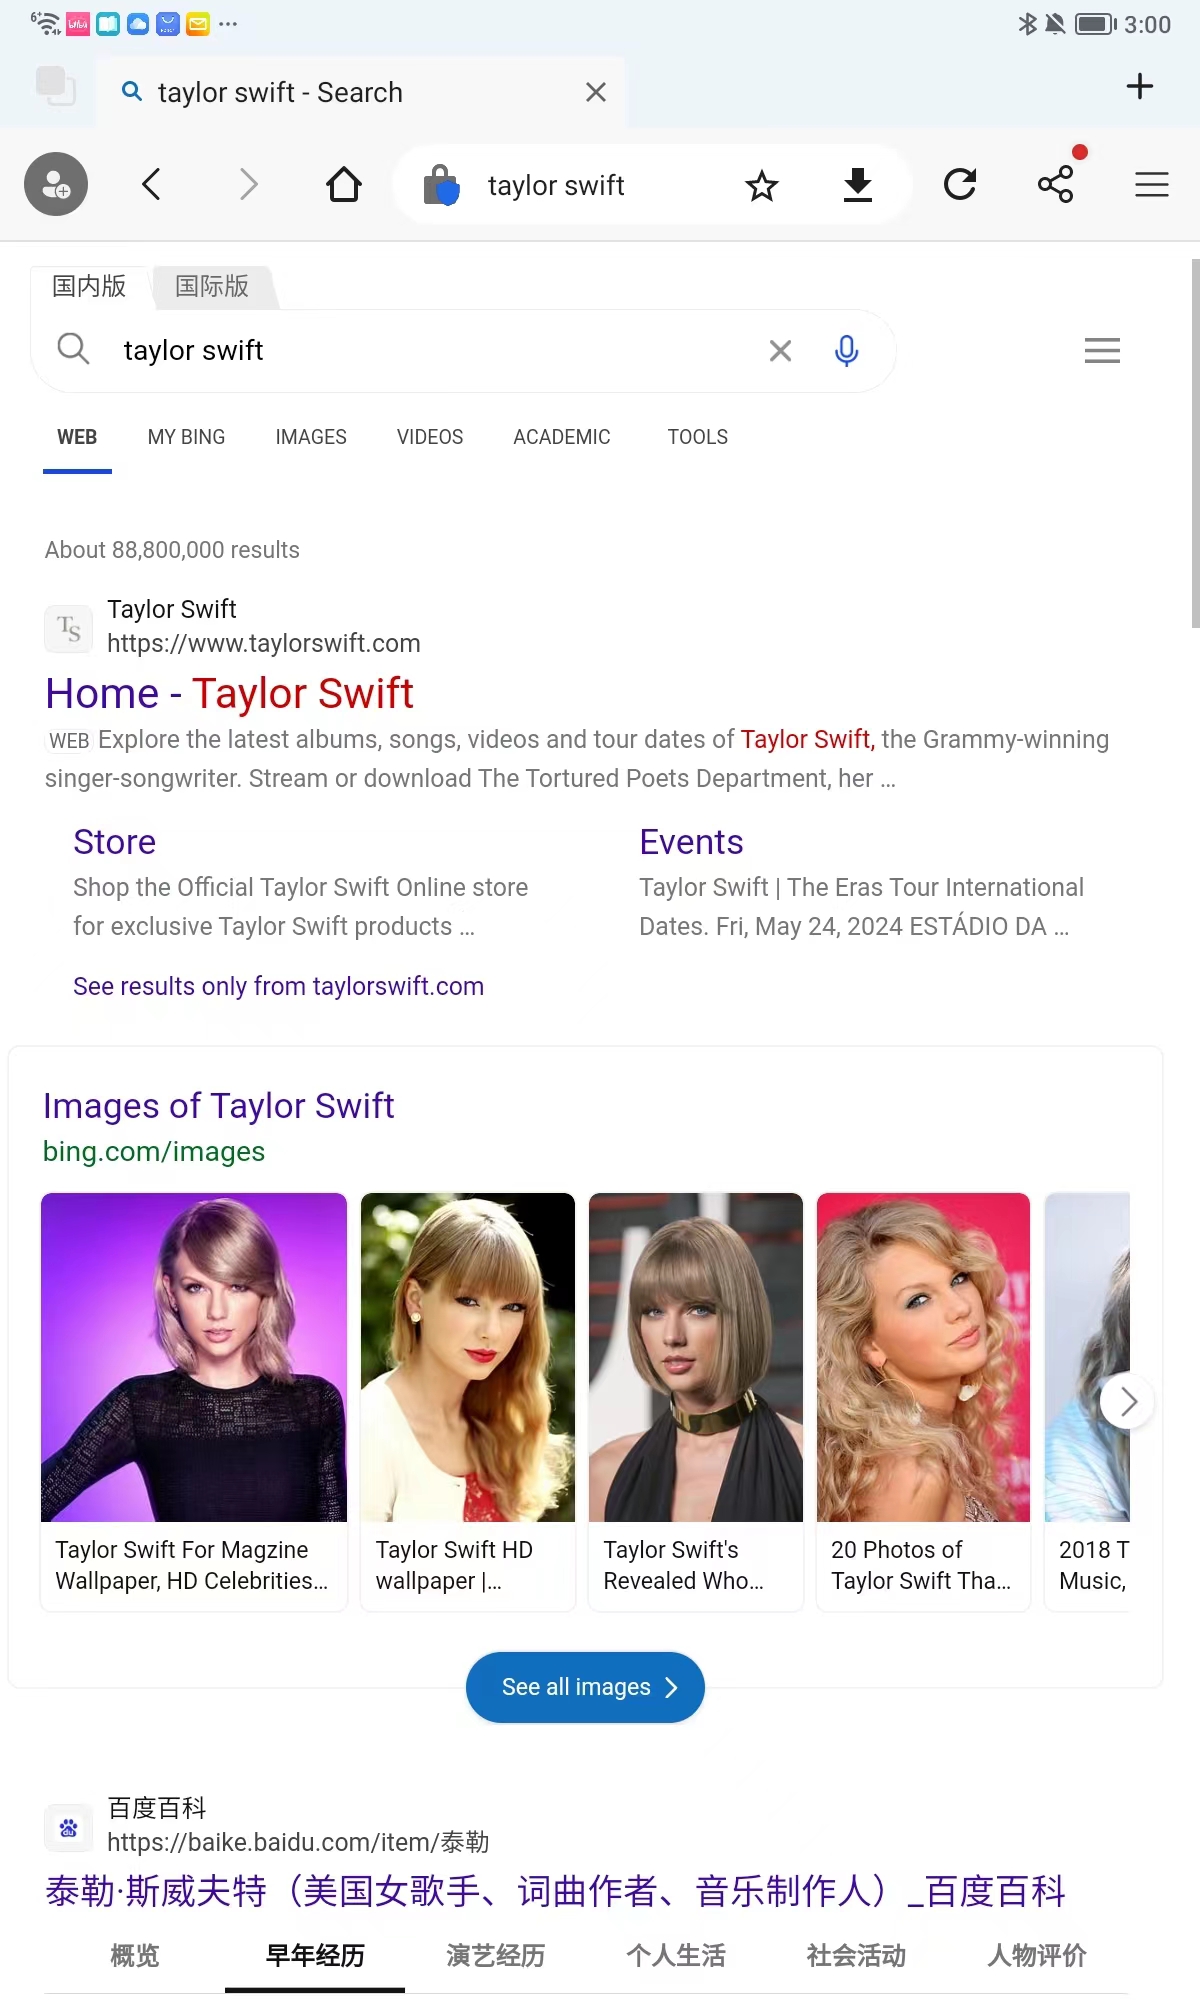 3:00
taylor swift - Search
taylor swift
国内版 国际版
taylor swift
WEB MY BING IMAGES VIDEOS ACADEMIC TOOLS
About 88,800,000 results
Taylor Swift
https://www.taylorswift.com
Home - Taylor Swift
WEB Explore the latest albums, songs, videos and tour dates of Taylor Swift, the Grammy-winning
singer-songwriter. Stream or download The Tortured Poets Department, her ...
Store
Shop the Official Taylor Swift Online store
for exclusive Taylor Swift products ...
Events
Taylor Swift | The Eras Tour International
Dates. Fri, May 24, 2024 ESTÁDIO DA ...
See results only from taylorswift.com
Images of Taylor Swift
bing.com/images
Taylor Swift For Magzine
Wallpaper, HD Celebrities...
Taylor Swift HD
wallpaper |...
Taylor Swift's
Revealed Who...
20 Photos of
Taylor Swift Tha...
2018 T
Music,
See all images
百度百科
https://baike.baidu.com/item/泰勒
泰勒·斯威夫特（美国女歌手、词曲作者、音乐制作人）_百度百科
概览 早年经历 演艺经历 个人生活 社会活动 人物评价